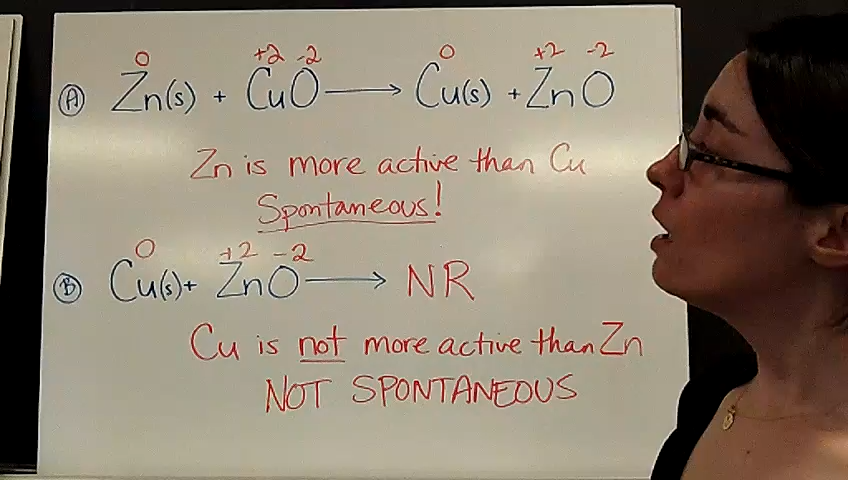 0 +2 -2 0 +2 -2
Ⓐ Zn(s) + CuO → Cu(s) + ZnO
Zn is more active than Cu
Spontaneous!
0 +2 -2
Ⓑ Cu(s) + ZnO → NR
Cu is not more active than Zn
NOT SPONTANEOUS